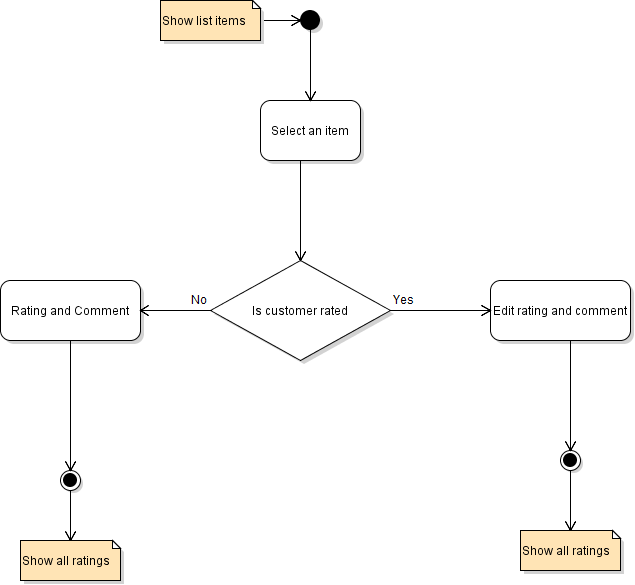 Show list items
Select an item
No
Yes
Rating and Comment
Is customer rated
Edit rating and comment
Show all ratings
Show all ratings